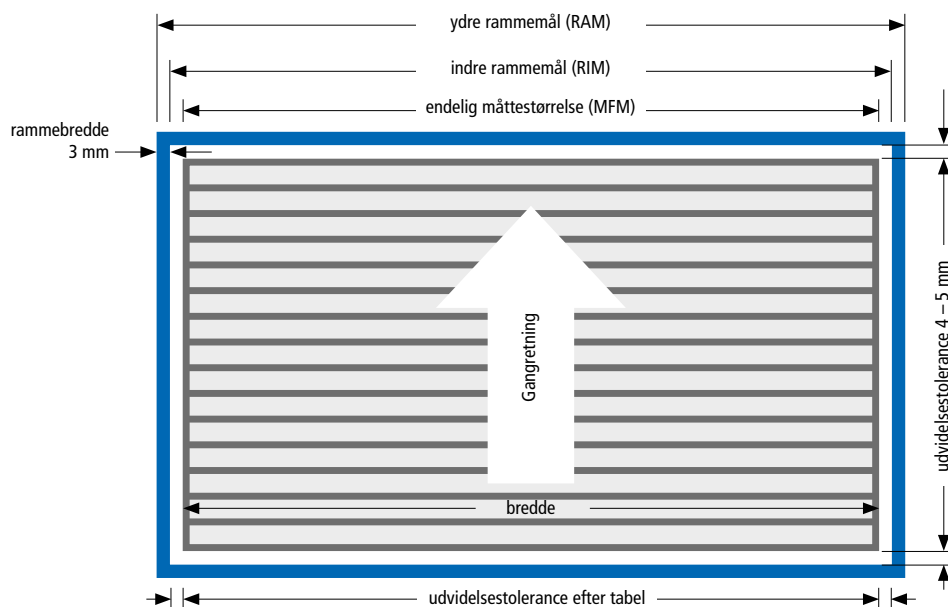 ydre rammemål (RAM)
indre rammemål (RIM)
endelig måttestørrelse (MFM)
rammebredde
3 mm
Gangretning
udvidelsestolerance 4 – 5 mm
bredde
udvidelsestolerance efter tabel